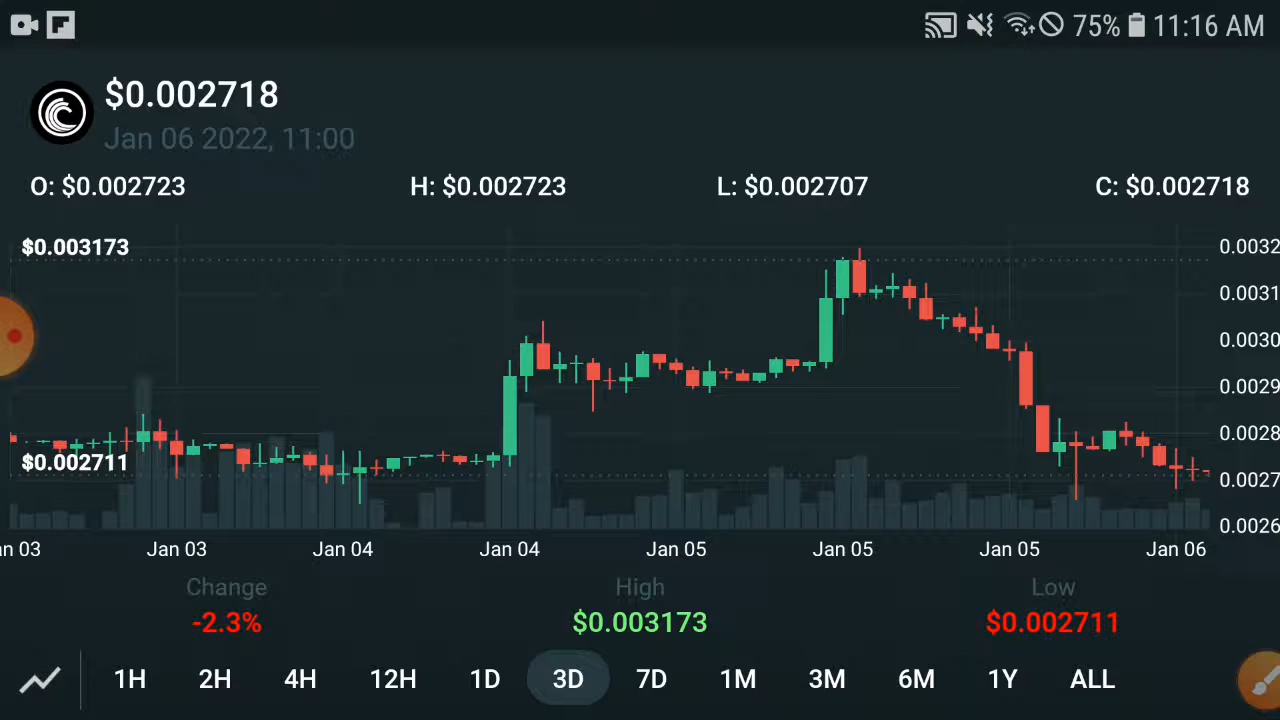 75% 11:16 AM
$0.002718
Jan 06 2022, 11:00
O: $0.002723 H: $0.002723 L: $0.002707 C: $0.002718
$0.003173
0.0032
0.0031
0.0030
0.0029
0.0028
$0.002711
0.0027
0.0026
an 03 Jan 03 Jan 04 Jan 04 Jan 05 Jan 05 Jan 05 Jan 06
Change High Low
-2.3% $0.003173 $0.002711
1H 2H 4H 12H 1D 3D 7D 1M 3M 6M 1Y ALL